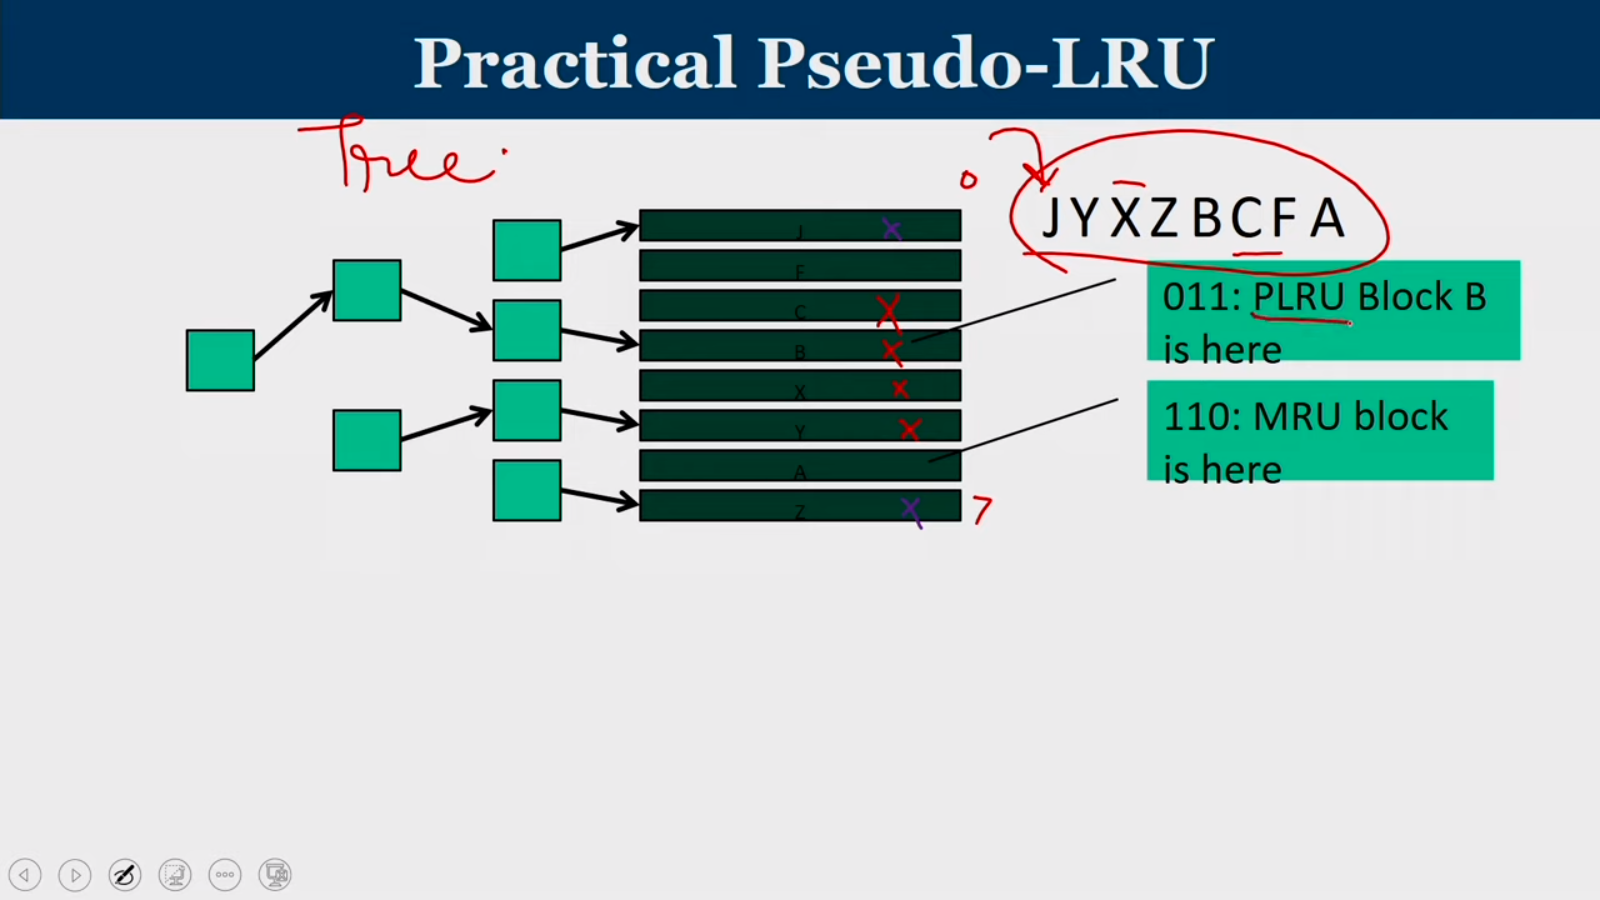 Practical Pseudo-LRU
Tree
0
J Y X Z B C F A
J
F
C
B
X
Y
A
Z
7
011: PLRU Block B
is here
110: MRU block
is here